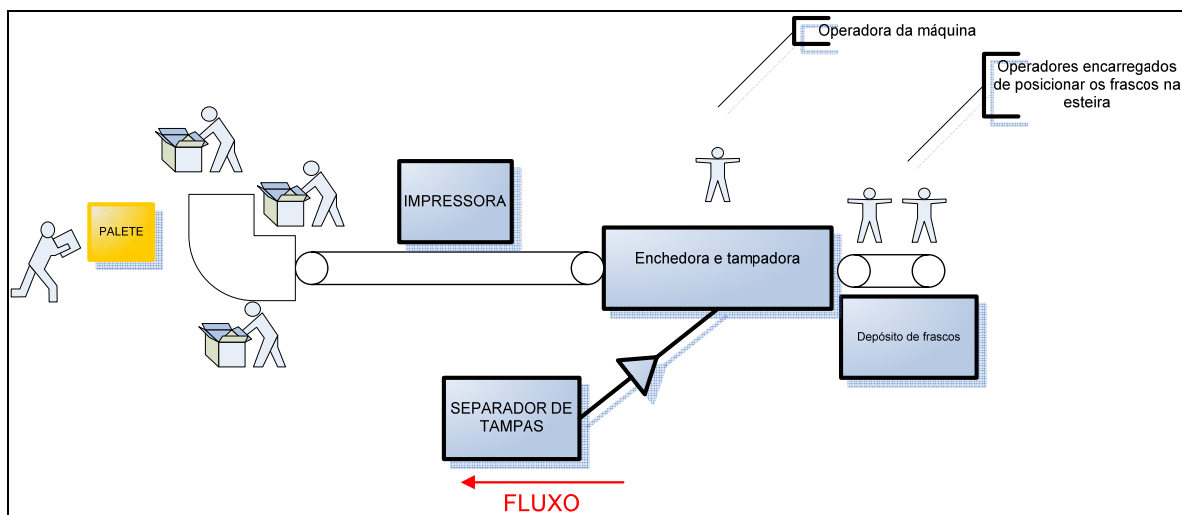 Operadora da máquina
Operadores encarregados
de posicionar os frascos na
esteira
IMPRESSORA
PALETE
Enchedora e tampadora
Depósito de frascos
SEPARADOR DE
TAMPAS
FLUXO